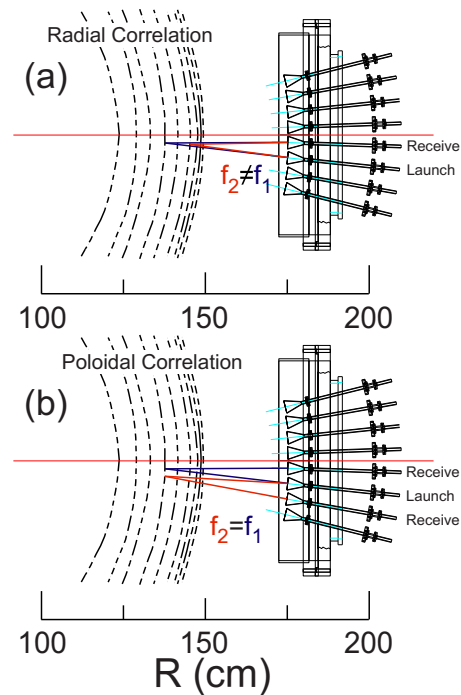 Radial Correlation
(a)
Receive
Launch
f2≠f1
100 150 200
Poloidal Correlation
(b)
Receive
Launch
Receive
f2=f1
100 150 200
R (cm)